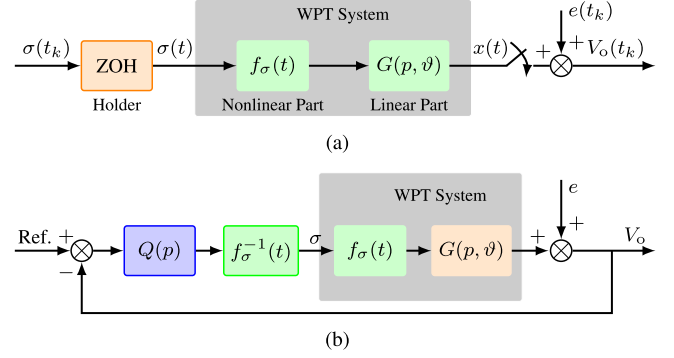 WPT System
e(t_k)
σ(t_k) ZOH σ(t) f_σ(t) G(p, ϑ) x(t) + + V_o(t_k)
Holder Nonlinear Part Linear Part
(a)
WPT System e
Ref. + − Q(p) f_σ^{-1}(t) σ f_σ(t) G(p, ϑ) + + V_o
(b)